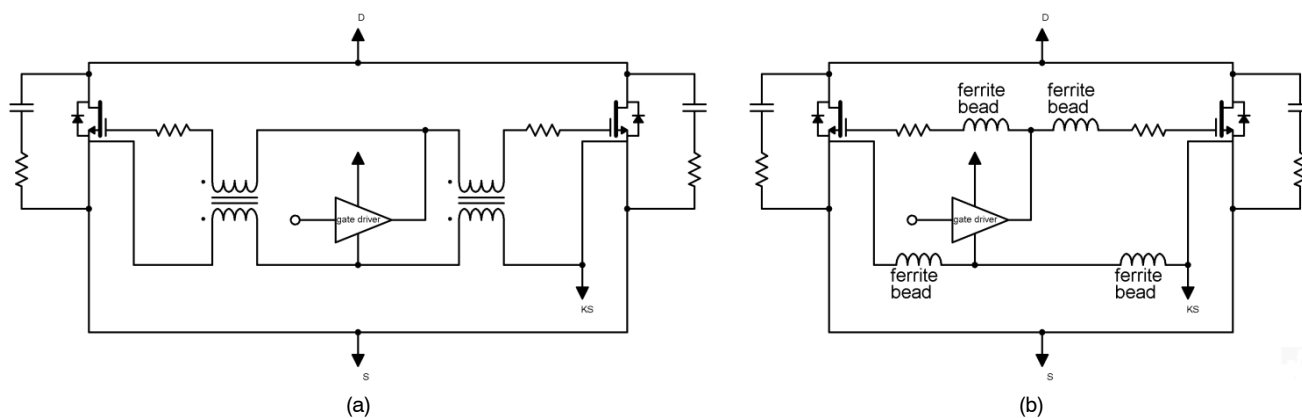 D
gate driver
KS
S
(a)
D
ferrite
bead
ferrite
bead
gate driver
ferrite
bead
ferrite
bead
KS
S
(b)